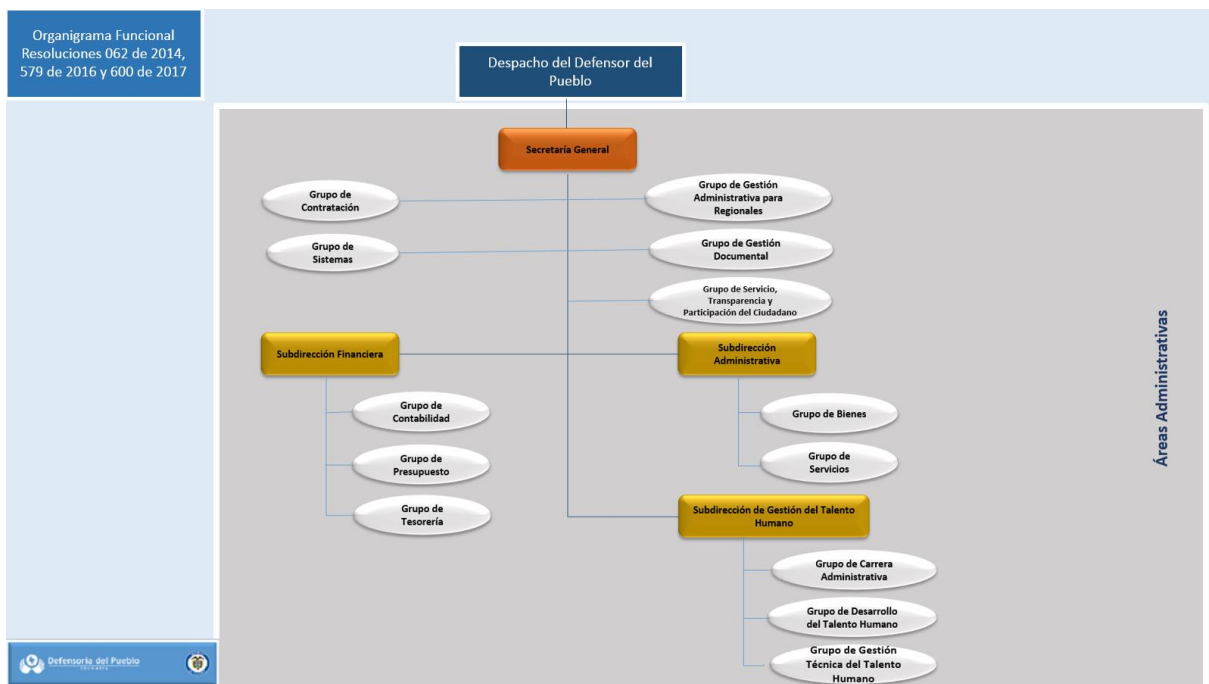 Organigrama Funcional
Resoluciones 062 de 2014,
579 de 2016 y 600 de 2017
Despacho del Defensor del
Pueblo
Secretaría General
Grupo de
Contratación
Grupo de Gestión
Administrativa para
Regionales
Grupo de
Sistemas
Grupo de Gestión
Documental
Grupo de Servicio,
Transparencia y
Participación del Ciudadano
Subdirección Financiera
Subdirección
Administrativa
Grupo de
Contabilidad
Grupo de Bienes
Grupo de
Presupuesto
Grupo de
Servicios
Grupo de
Tesorería
Subdirección de Gestión del Talento
Humano
Grupo de Carrera
Administrativa
Grupo de Desarrollo
del Talento Humano
Grupo de Gestión
Técnica del Talento
Humano
Áreas Administrativas
Defensoría del Pueblo
COLOMBIA